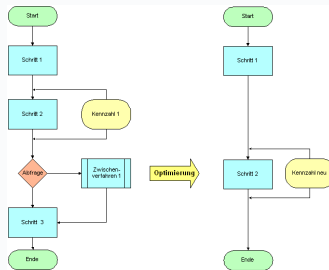 Start
Schritt 1
Schritt 2
Kennzahl 1
Abfrage
Zwischen-
verfahren 1
Schritt 3
Ende
Optimierung
Start
Schritt 1
Schritt 2
Kennzahl neu
Ende